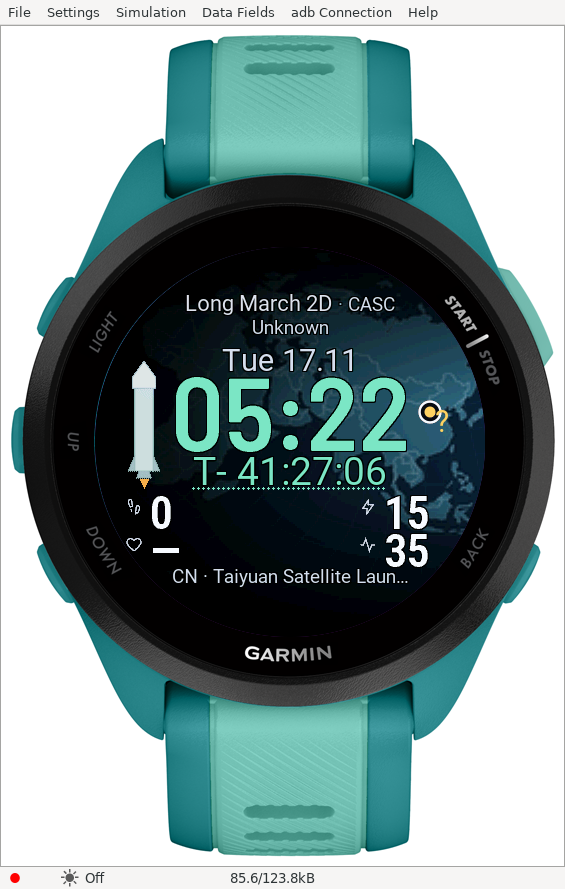 File Settings Simulation Data Fields adb Connection Help
Long March 2D · CASC
Unknown
START
STOP
LIGHT
Tue 17.11
05:22
?
UP
T- 41:27:06
0
15
—
35
DOWN
BACK
CN · Taiyuan Satellite Laun...
GARMIN
Off 85.6/123.8kB